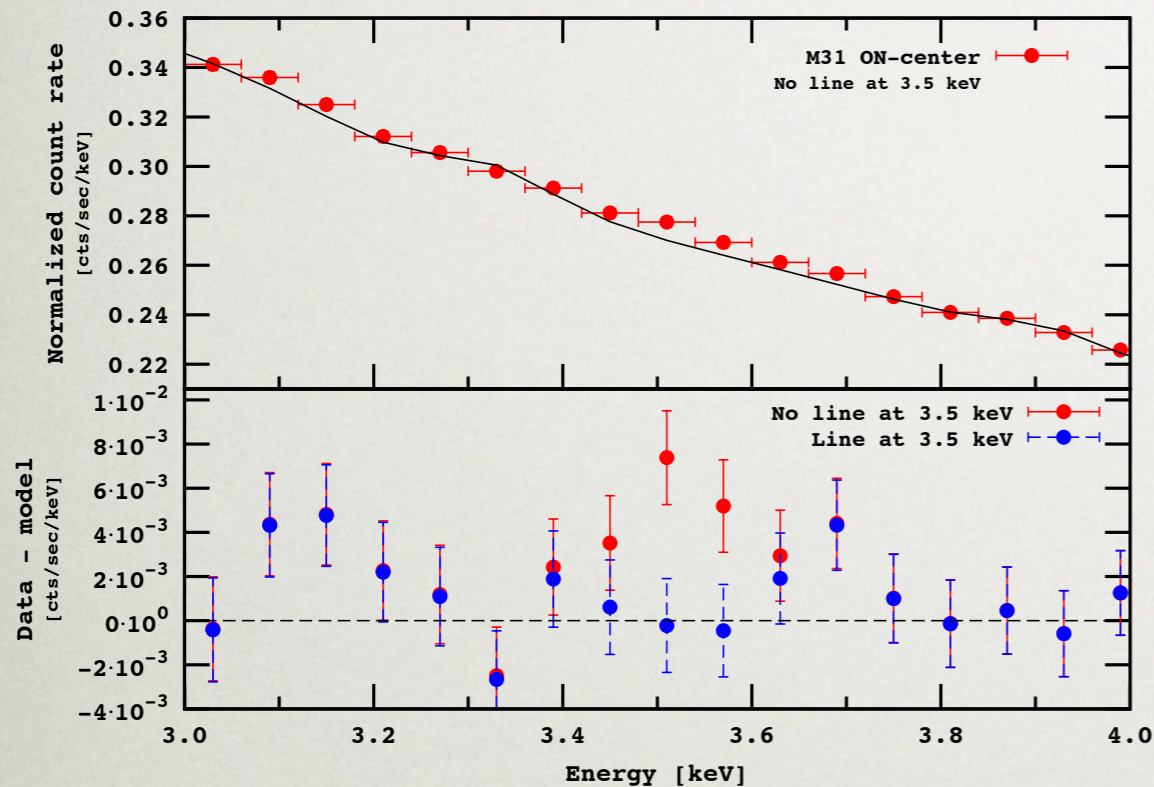 0.36
0.34
0.32
0.30
0.28
0.26
0.24
0.22
Normalized count rate
[cts/sec/keV]
M31 ON-center
No line at 3.5 keV
1·10⁻²
8·10⁻³
6·10⁻³
4·10⁻³
2·10⁻³
0·10⁰
-2·10⁻³
-4·10⁻³
Data - model
[cts/sec/keV]
No line at 3.5 keV
Line at 3.5 keV
3.0 3.2 3.4 3.6 3.8 4.0
Energy [keV]